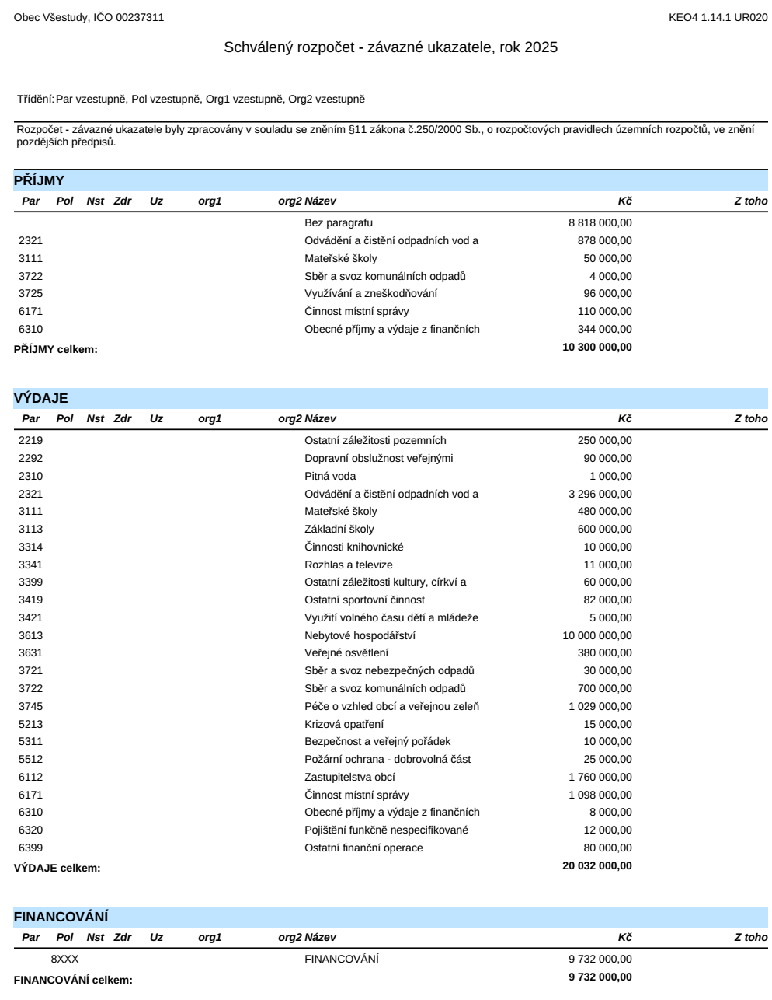 Obec Všestudy, IČO 00237311 KEO4 1.14.1 UR020
Schválený rozpočet - závazné ukazatele, rok 2025
Třídění: Par vzestupně, Pol vzestupně, Org1 vzestupně, Org2 vzestupně
Rozpočet - závazné ukazatele byly zpracovány v souladu se zněním §11 zákona č.250/2000 Sb., o rozpočtových pravidlech územních rozpočtů, ve znění
pozdějších předpisů.
PŘÍJMY
Par Pol Nst Zdr Uz org1 org2 Název Kč Z toho
Bez paragrafu 8 818 000,00
2321 Odvádění a čistění odpadních vod a 878 000,00
3111 Mateřské školy 50 000,00
3722 Sběr a svoz komunálních odpadů 4 000,00
3725 Využívání a zneškodňování 96 000,00
6171 Činnost místní správy 110 000,00
6310 Obecné příjmy a výdaje z finančních 344 000,00
PŘÍJMY celkem: 10 300 000,00
VÝDAJE
Par Pol Nst Zdr Uz org1 org2 Název Kč Z toho
2219 Ostatní záležitosti pozemních 250 000,00
2292 Dopravní obslužnost veřejnými 90 000,00
2310 Pitná voda 1 000,00
2321 Odvádění a čistění odpadních vod a 3 296 000,00
3111 Mateřské školy 480 000,00
3113 Základní školy 600 000,00
3314 Činnosti knihovnické 10 000,00
3341 Rozhlas a televize 11 000,00
3399 Ostatní záležitosti kultury, církví a 60 000,00
3419 Ostatní sportovní činnost 82 000,00
3421 Využití volného času dětí a mládeže 5 000,00
3613 Nebytové hospodářství 10 000 000,00
3631 Veřejné osvětlení 380 000,00
3721 Sběr a svoz nebezpečných odpadů 30 000,00
3722 Sběr a svoz komunálních odpadů 700 000,00
3745 Péče o vzhled obcí a veřejnou zeleň 1 029 000,00
5213 Krizová opatření 15 000,00
5311 Bezpečnost a veřejný pořádek 10 000,00
5512 Požární ochrana - dobrovolná část 25 000,00
6112 Zastupitelstva obcí 1 760 000,00
6171 Činnost místní správy 1 098 000,00
6310 Obecné příjmy a výdaje z finančních 8 000,00
6320 Pojištění funkčně nespecifikované 12 000,00
6399 Ostatní finanční operace 80 000,00
VÝDAJE celkem: 20 032 000,00
FINANCOVÁNÍ
Par Pol Nst Zdr Uz org1 org2 Název Kč Z toho
8XXX FINANCOVÁNÍ 9 732 000,00
FINANCOVÁNÍ celkem: 9 732 000,00